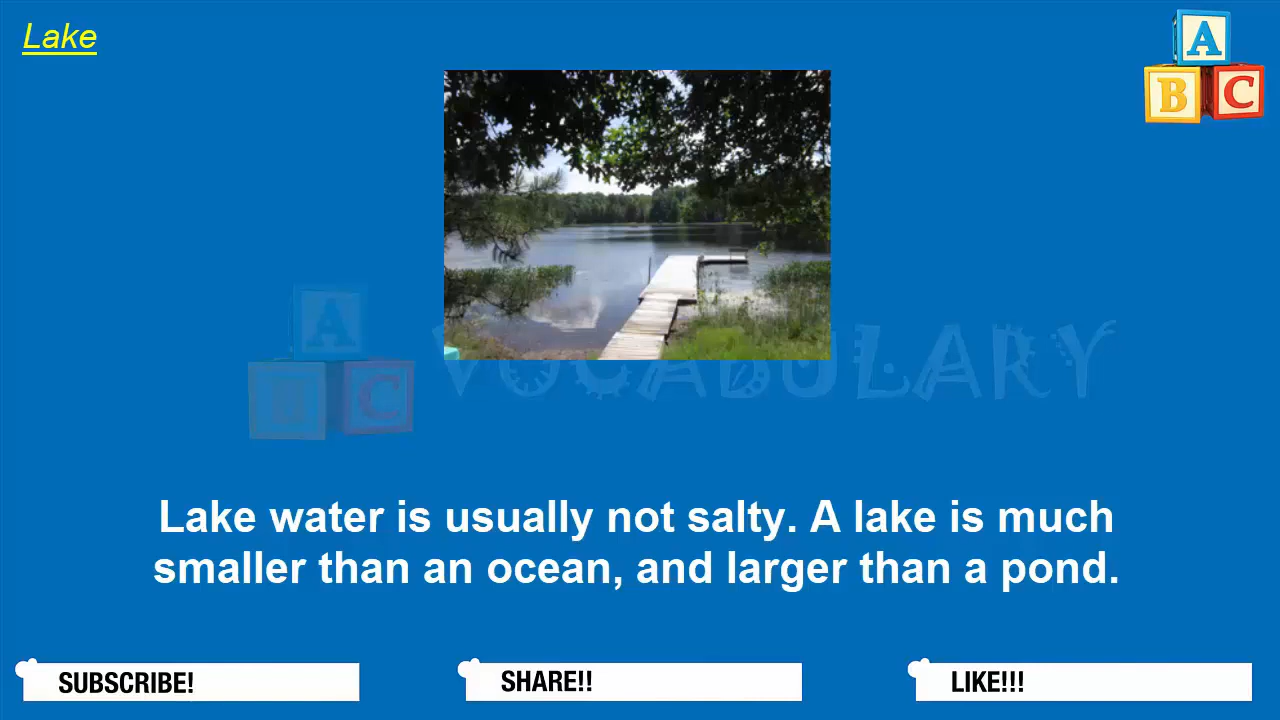 Lake
A
B C
A
B C
VOCABULARY
Lake water is usually not salty. A lake is much
smaller than an ocean, and larger than a pond.
SUBSCRIBE!
SHARE!!
LIKE!!!